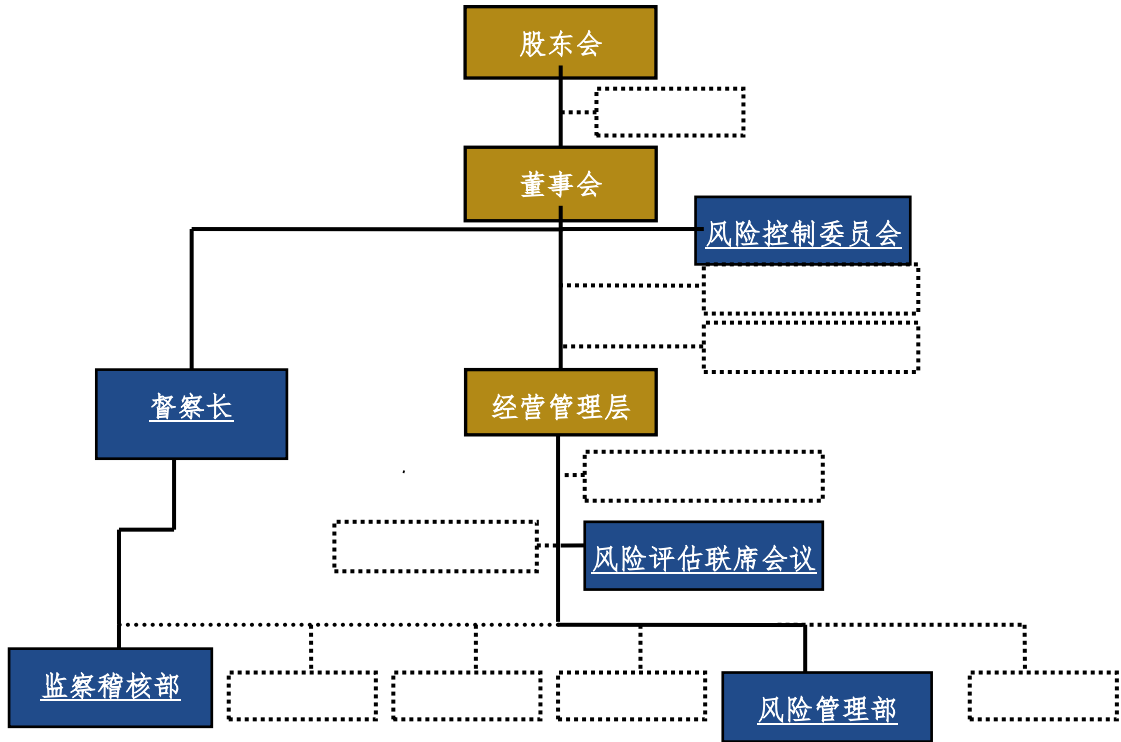 股东会
董事会
风险控制委员会
督察长
经营管理层
风险评估联席会议
监察稽核部
风险管理部